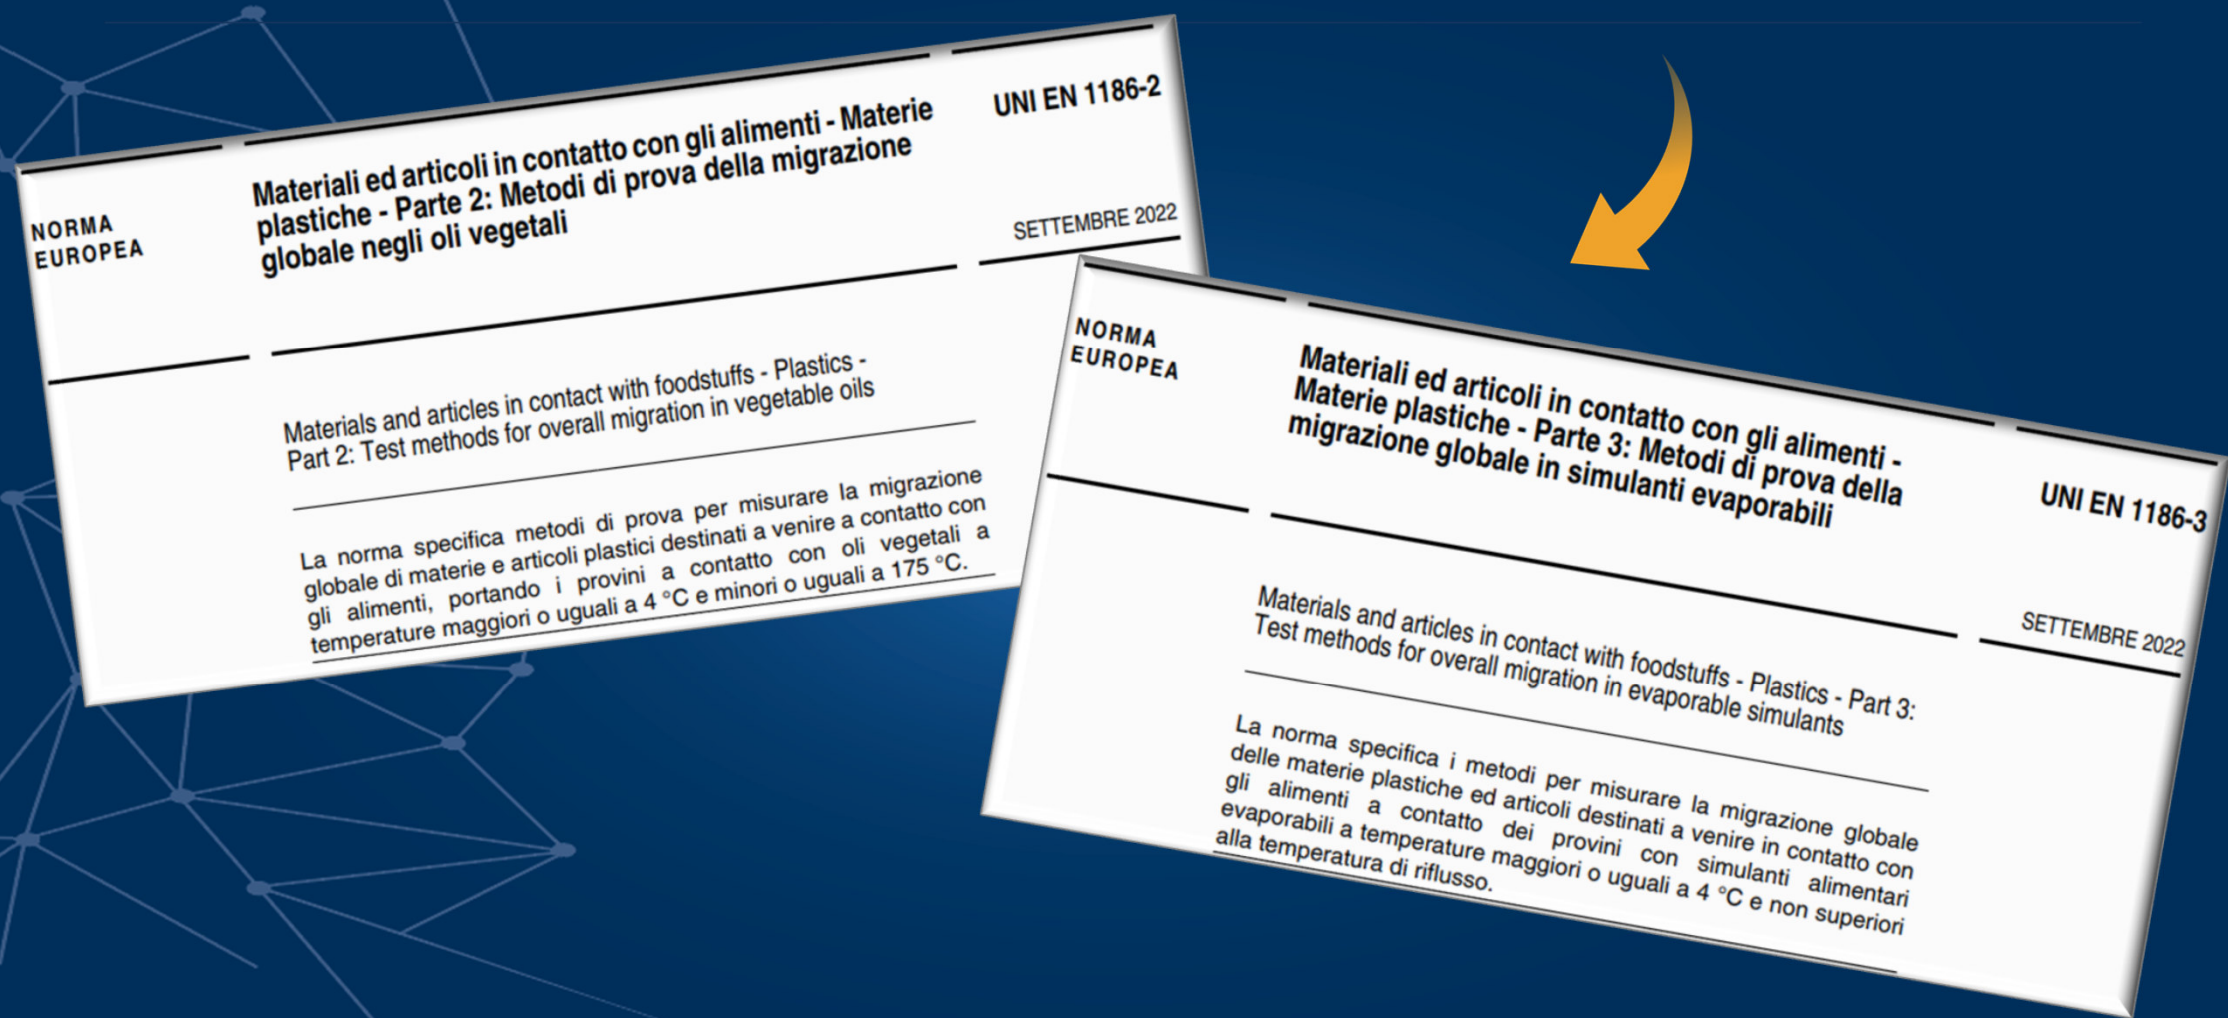 NORMA
EUROPEA
Materiali ed articoli in contatto con gli alimenti - Materie
plastiche - Parte 2: Metodi di prova della migrazione
globale negli oli vegetali
UNI EN 1186-2
SETTEMBRE 2022
Materials and articles in contact with foodstuffs - Plastics -
Part 2: Test methods for overall migration in vegetable oils
La norma specifica metodi di prova per misurare la migrazione
globale di materie e articoli plastici destinati a venire a contatto con
gli alimenti, portando i provini a contatto con oli vegetali a
temperature maggiori o uguali a 4 °C e minori o uguali a 175 °C.
NORMA
EUROPEA
Materiali ed articoli in contatto con gli alimenti -
Materie plastiche - Parte 3: Metodi di prova della
migrazione globale in simulanti evaporabili
UNI EN 1186-3
SETTEMBRE 2022
Materials and articles in contact with foodstuffs - Plastics - Part 3:
Test methods for overall migration in evaporable simulants
La norma specifica i metodi per misurare la migrazione globale
delle materie plastiche ed articoli destinati a venire in contatto con
gli alimenti a contatto dei provini con simulanti alimentari
evaporabili a temperature maggiori o uguali a 4 °C e non superiori
alla temperatura di riflusso.